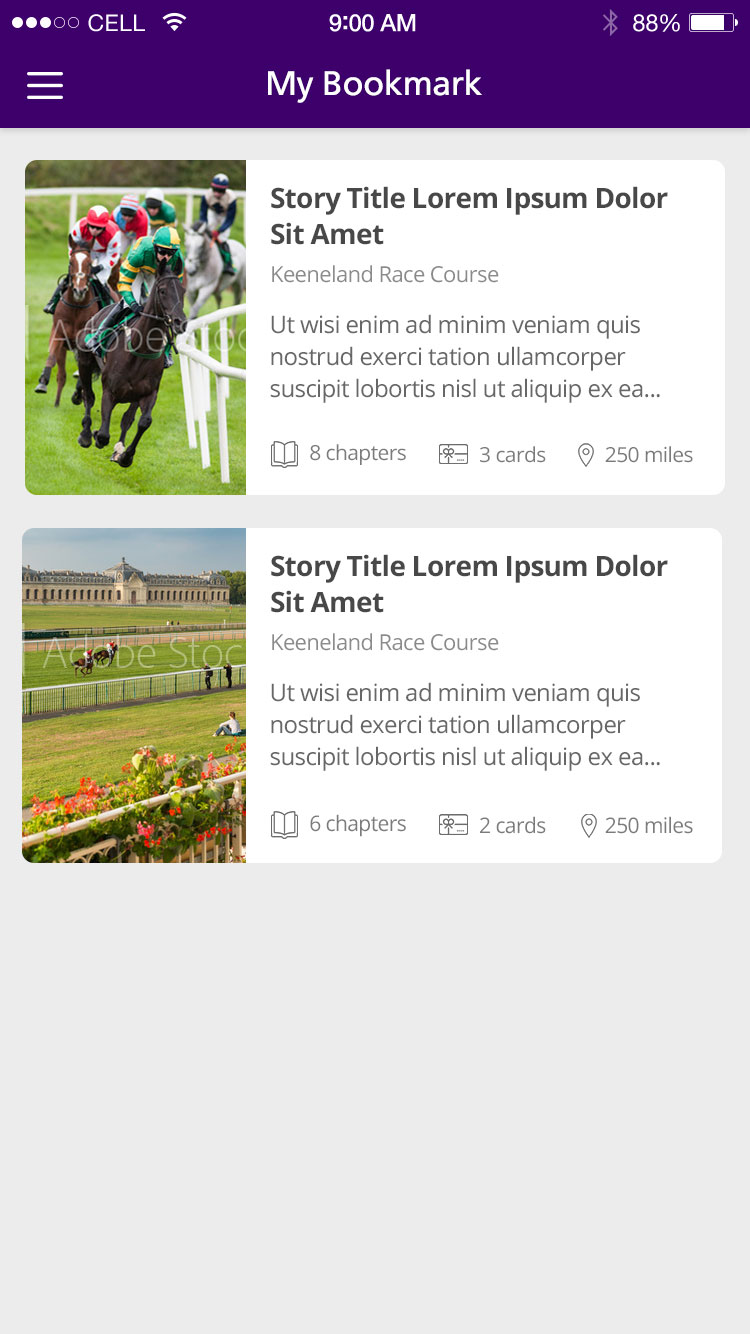 CELL 9:00 AM 88%
My Bookmark
Story Title Lorem Ipsum Dolor
Sit Amet
Keeneland Race Course
Adobe Stoc
Ut wisi enim ad minim veniam quis
nostrud exerci tation ullamcorper
suscipit lobortis nisl ut aliquip ex ea...
8 chapters 3 cards 250 miles
Story Title Lorem Ipsum Dolor
Sit Amet
Keeneland Race Course
Adobe Stoc
Ut wisi enim ad minim veniam quis
nostrud exerci tation ullamcorper
suscipit lobortis nisl ut aliquip ex ea...
6 chapters 2 cards 250 miles